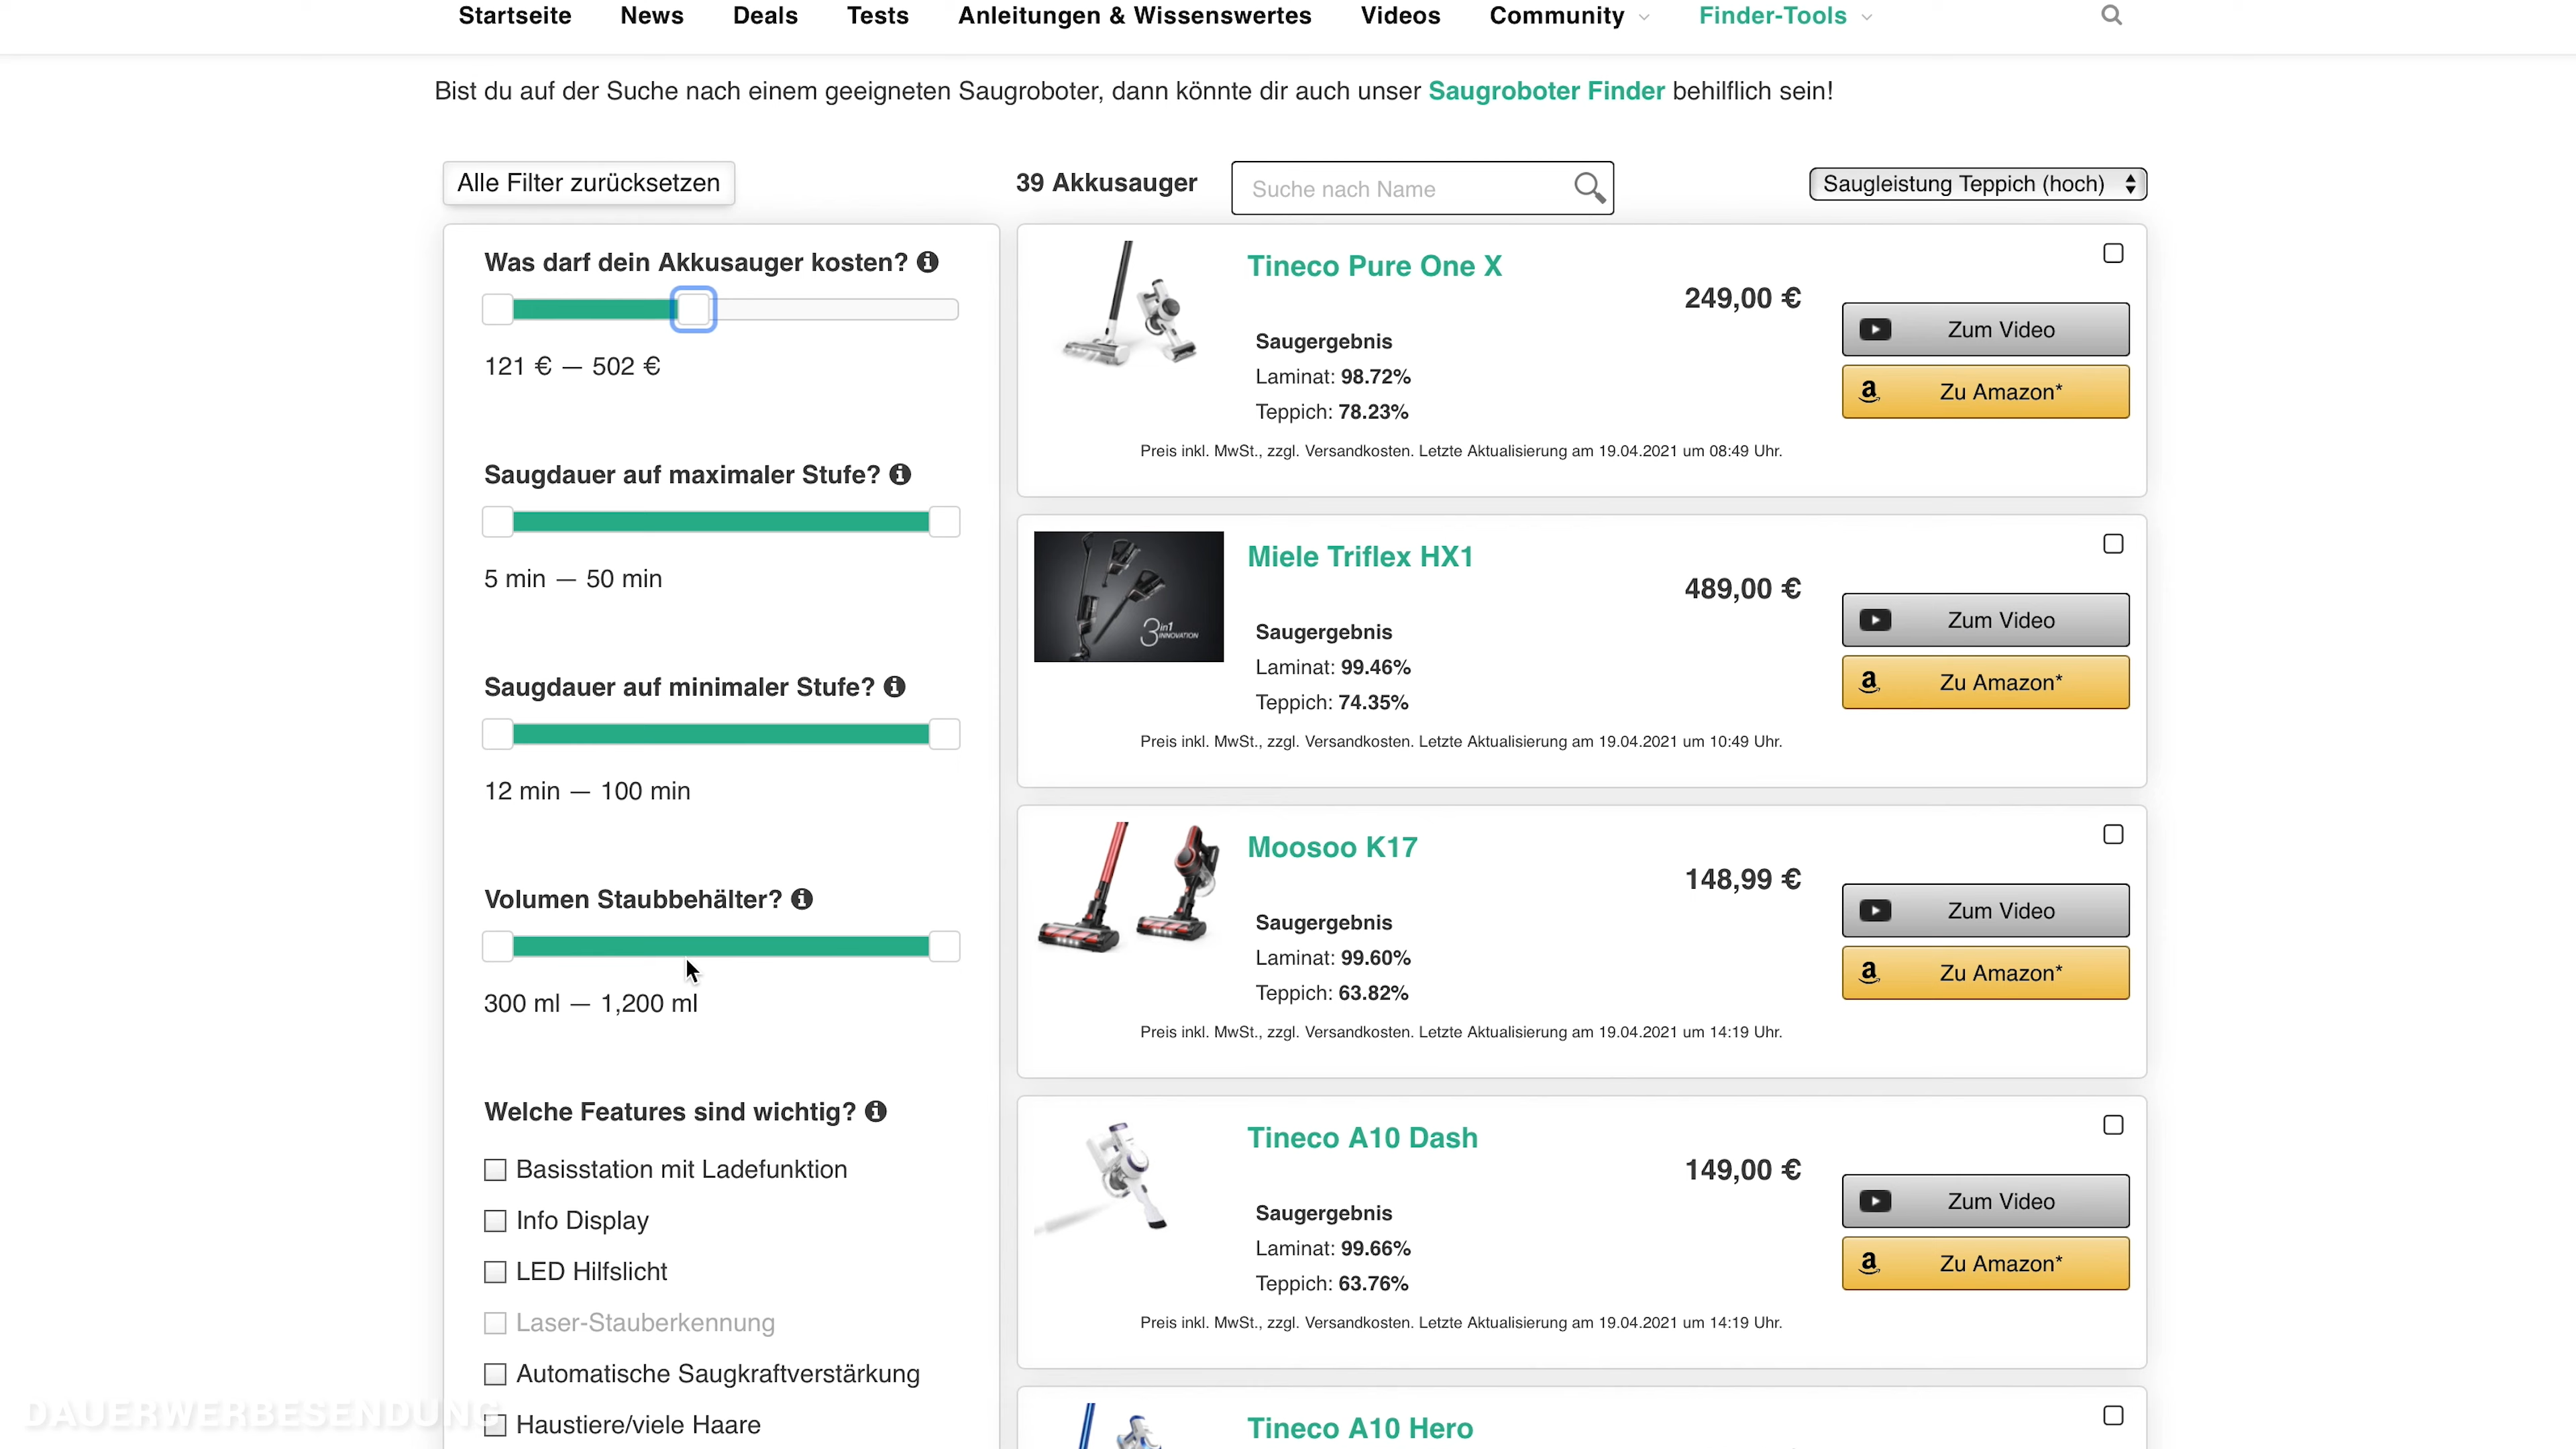 Startseite News Deals Tests Anleitungen & Wissenswertes Videos Community Finder-Tools
Bist du auf der Suche nach einem geeigneten Saugroboter, dann könnte dir auch unser Saugroboter Finder behilflich sein!
Alle Filter zurücksetzen
39 Akkusauger
Suche nach Name
Saugleistung Teppich (hoch)
Was darf dein Akkusauger kosten?
121 € — 502 €
Saugdauer auf maximaler Stufe?
5 min — 50 min
Saugdauer auf minimaler Stufe?
12 min — 100 min
Volumen Staubbehälter?
300 ml — 1,200 ml
Welche Features sind wichtig?
Basisstation mit Ladefunktion
Info Display
LED Hilfslicht
Laser-Stauberkennung
Automatische Saugkraftverstärkung
Haustiere/viele Haare
Tineco Pure One X
249,00 €
Saugergebnis
Laminat: 98.72%
Teppich: 78.23%
Zum Video
Zu Amazon*
Preis inkl. MwSt., zzgl. Versandkosten. Letzte Aktualisierung am 19.04.2021 um 08:49 Uhr.
3in1 INNOVATION
Miele Triflex HX1
489,00 €
Saugergebnis
Laminat: 99.46%
Teppich: 74.35%
Zum Video
Zu Amazon*
Preis inkl. MwSt., zzgl. Versandkosten. Letzte Aktualisierung am 19.04.2021 um 10:49 Uhr.
Moosoo K17
148,99 €
Saugergebnis
Laminat: 99.60%
Teppich: 63.82%
Zum Video
Zu Amazon*
Preis inkl. MwSt., zzgl. Versandkosten. Letzte Aktualisierung am 19.04.2021 um 14:19 Uhr.
Tineco A10 Dash
149,00 €
Saugergebnis
Laminat: 99.66%
Teppich: 63.76%
Zum Video
Zu Amazon*
Preis inkl. MwSt., zzgl. Versandkosten. Letzte Aktualisierung am 19.04.2021 um 14:19 Uhr.
Tineco A10 Hero
DAUERWERBESENDUNG